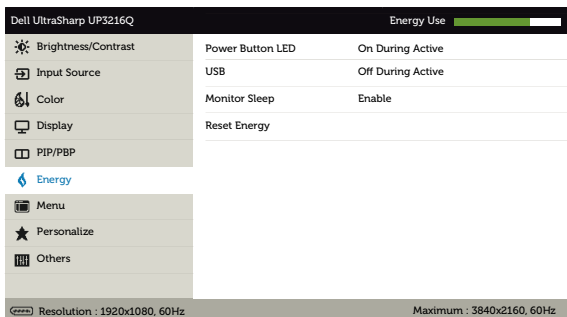 Dell UltraSharp UP3216Q Energy Use
Brightness/Contrast Power Button LED On During Active
Input Source USB Off During Active
Color Monitor Sleep Enable
Display Reset Energy
PIP/PBP
Energy
Menu
Personalize
Others
Resolution : 1920x1080, 60Hz Maximum : 3840x2160, 60Hz